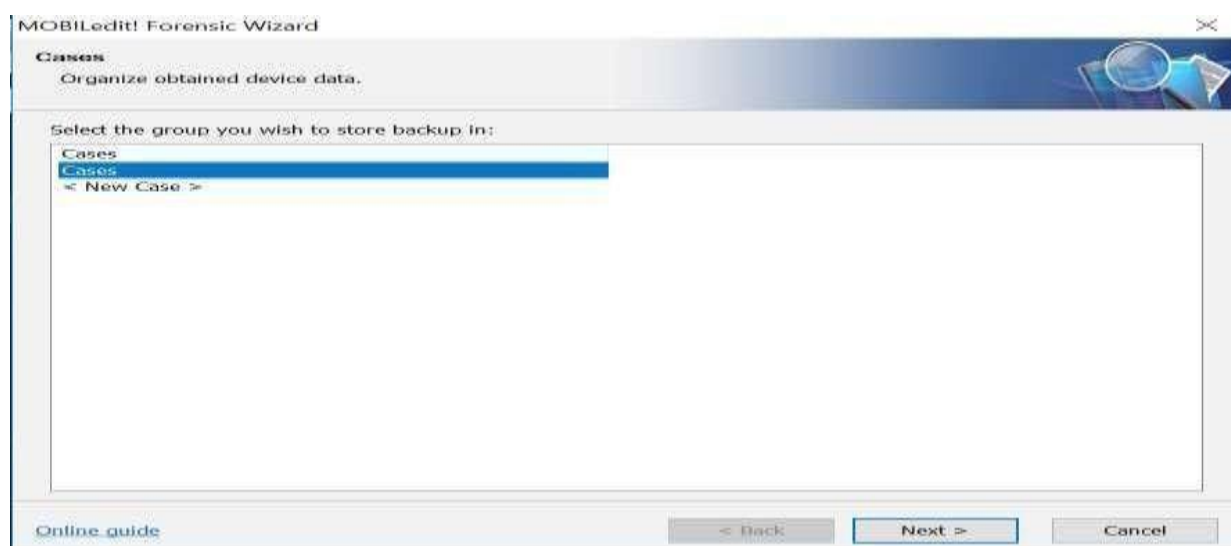 MOBILedit! Forensic Wizard
Cases
Organize obtained device data.
Select the group you wish to store backup in:
Cases
Cases
< New Case >
Online guide
< Back
Next >
Cancel